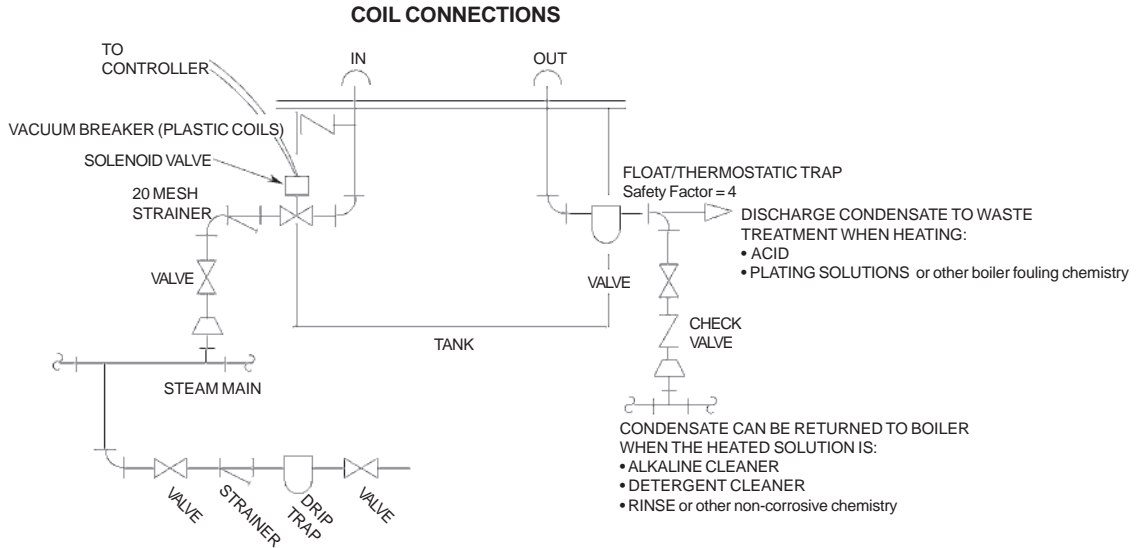 COIL CONNECTIONS
TO
CONTROLLER
IN
OUT
VACUUM BREAKER (PLASTIC COILS)
SOLENOID VALVE
20 MESH
STRAINER
FLOAT/THERMOSTATIC TRAP
Safety Factor = 4
DISCHARGE CONDENSATE TO WASTE
TREATMENT WHEN HEATING:
• ACID
• PLATING SOLUTIONS or other boiler fouling chemistry
VALVE
VALVE
CHECK
VALVE
TANK
STEAM MAIN
CONDENSATE CAN BE RETURNED TO BOILER
WHEN THE HEATED SOLUTION IS:
• ALKALINE CLEANER
• DETERGENT CLEANER
• RINSE or other non-corrosive chemistry
VALVE
STRAINER
DRIP
TRAP
VALVE